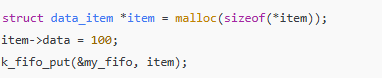 struct data_item *item = malloc(sizeof(*item));
item->data = 100;
k_fifo_put(&my_fifo, item);